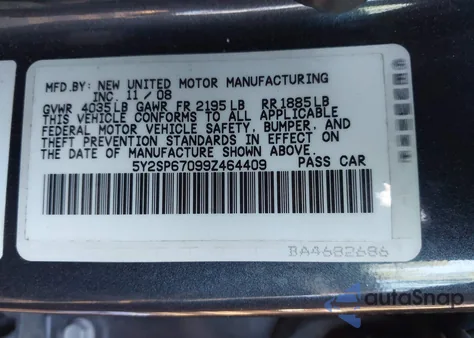 MFD.BY: NEW UNITED MOTOR MANUFACTURING
INC. 11 / 08
GVWR 4035LB GAWR FR 2195LB RR 1885LB
THIS VEHICLE CONFORMS TO ALL APPLICABLE
FEDERAL MOTOR VEHICLE SAFETY, BUMPER, AND
THEFT PREVENTION STANDARDS IN EFFECT ON
THE DATE OF MANUFACTURE SHOWN ABOVE.
5Y2SP67099Z464409 PASS CAR
BA4682686
autoSnap